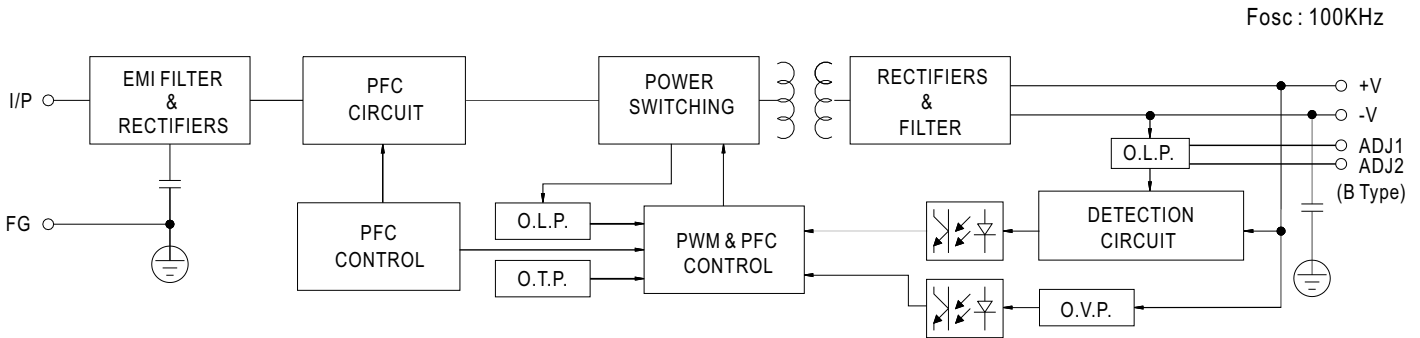 Fosc : 100KHz
I/P
EMI FILTER
&
RECTIFIERS
PFC
CIRCUIT
POWER
SWITCHING
RECTIFIERS
&
FILTER
+V
-V
O.L.P.
ADJ1
ADJ2
(B Type)
FG
PFC
CONTROL
O.L.P.
O.T.P.
PWM & PFC
CONTROL
DETECTION
CIRCUIT
O.V.P.